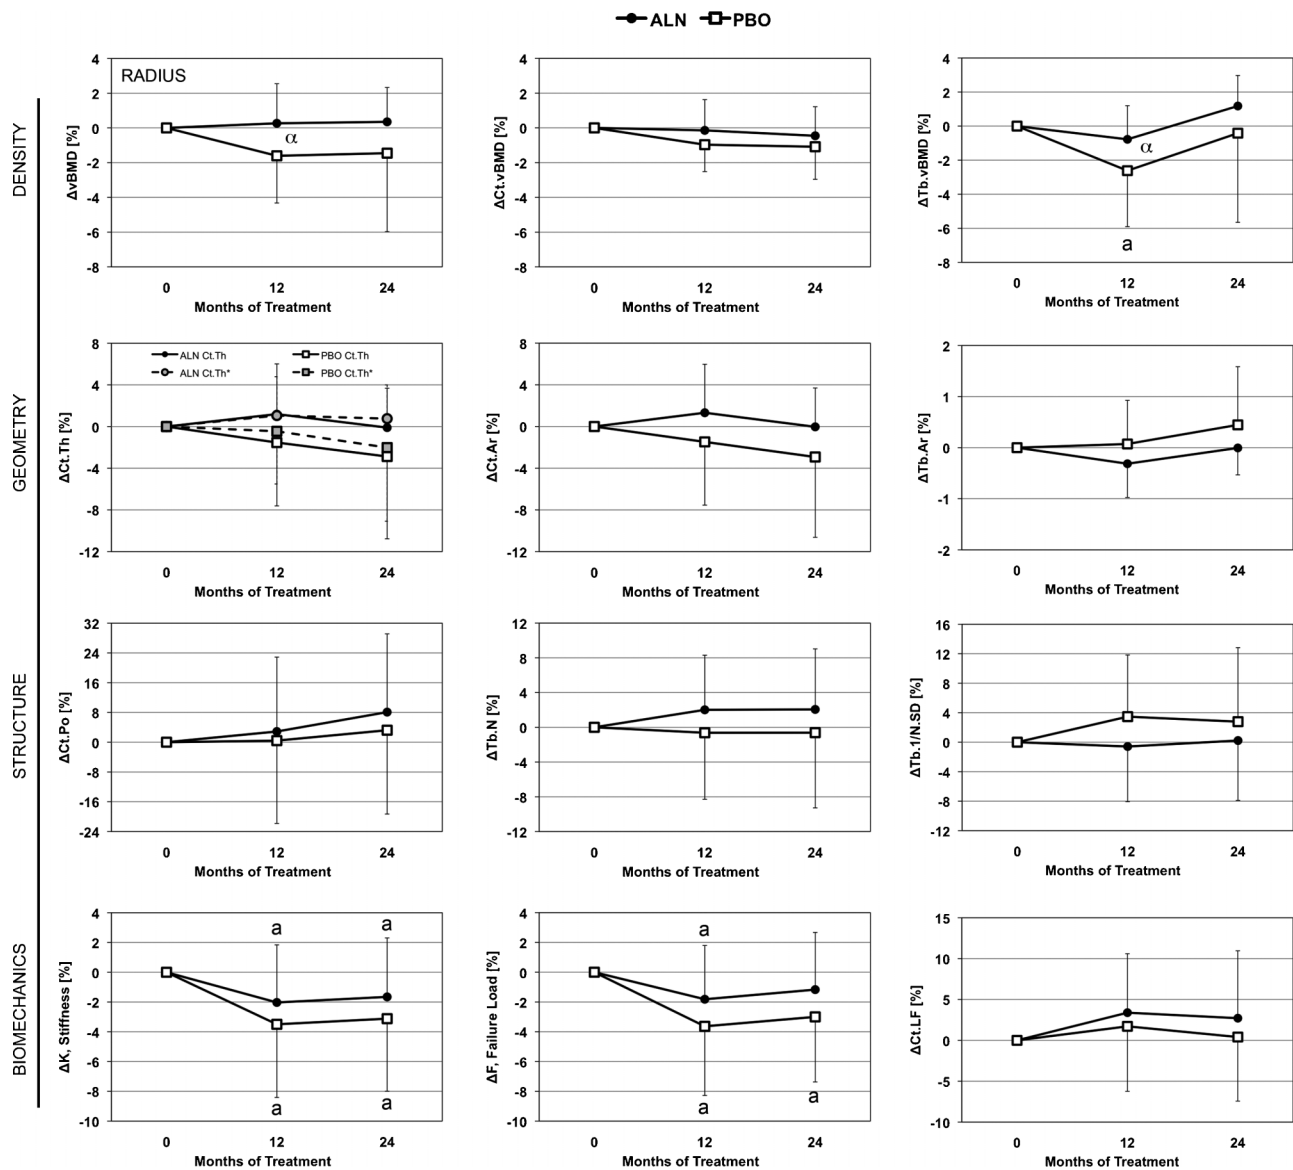 ALN PBO
DENSITY
RADIUS
ΔvBMD [%]
4
2
0
-2
-4
-6
-8
α
0 12 24
Months of Treatment
ΔCt.vBMD [%]
4
2
0
-2
-4
-6
-8
0 12 24
Months of Treatment
ΔTb.vBMD [%]
4
2
0
-2
-4
-6
-8
α
a
0 12 24
Months of Treatment
GEOMETRY
ΔCt.Th [%]
8
4
0
-4
-8
-12
ALN Ct.Th PBO Ct.Th
ALN Ct.Th* PBO Ct.Th*
0 12 24
Months of Treatment
ΔCt.Ar [%]
8
4
0
-4
-8
-12
0 12 24
Months of Treatment
ΔTb.Ar [%]
2
1
0
-1
-2
0 12 24
Months of Treatment
STRUCTURE
ΔCt.Po [%]
32
24
16
8
0
-8
-16
-24
0 12 24
Months of Treatment
ΔTb.N [%]
12
8
4
0
-4
-8
-12
0 12 24
Months of Treatment
ΔTb.1/N.SD [%]
16
12
8
4
0
-4
-8
-12
0 12 24
Months of Treatment
BIOMECHANICS
ΔK, Stiffness [%]
4
2
0
-2
-4
-6
-8
-10
a a
a a
0 12 24
Months of Treatment
ΔF, Failure Load [%]
4
2
0
-2
-4
-6
-8
-10
a
a a
0 12 24
Months of Treatment
ΔCt.LF [%]
15
10
5
0
-5
-10
0 12 24
Months of Treatment